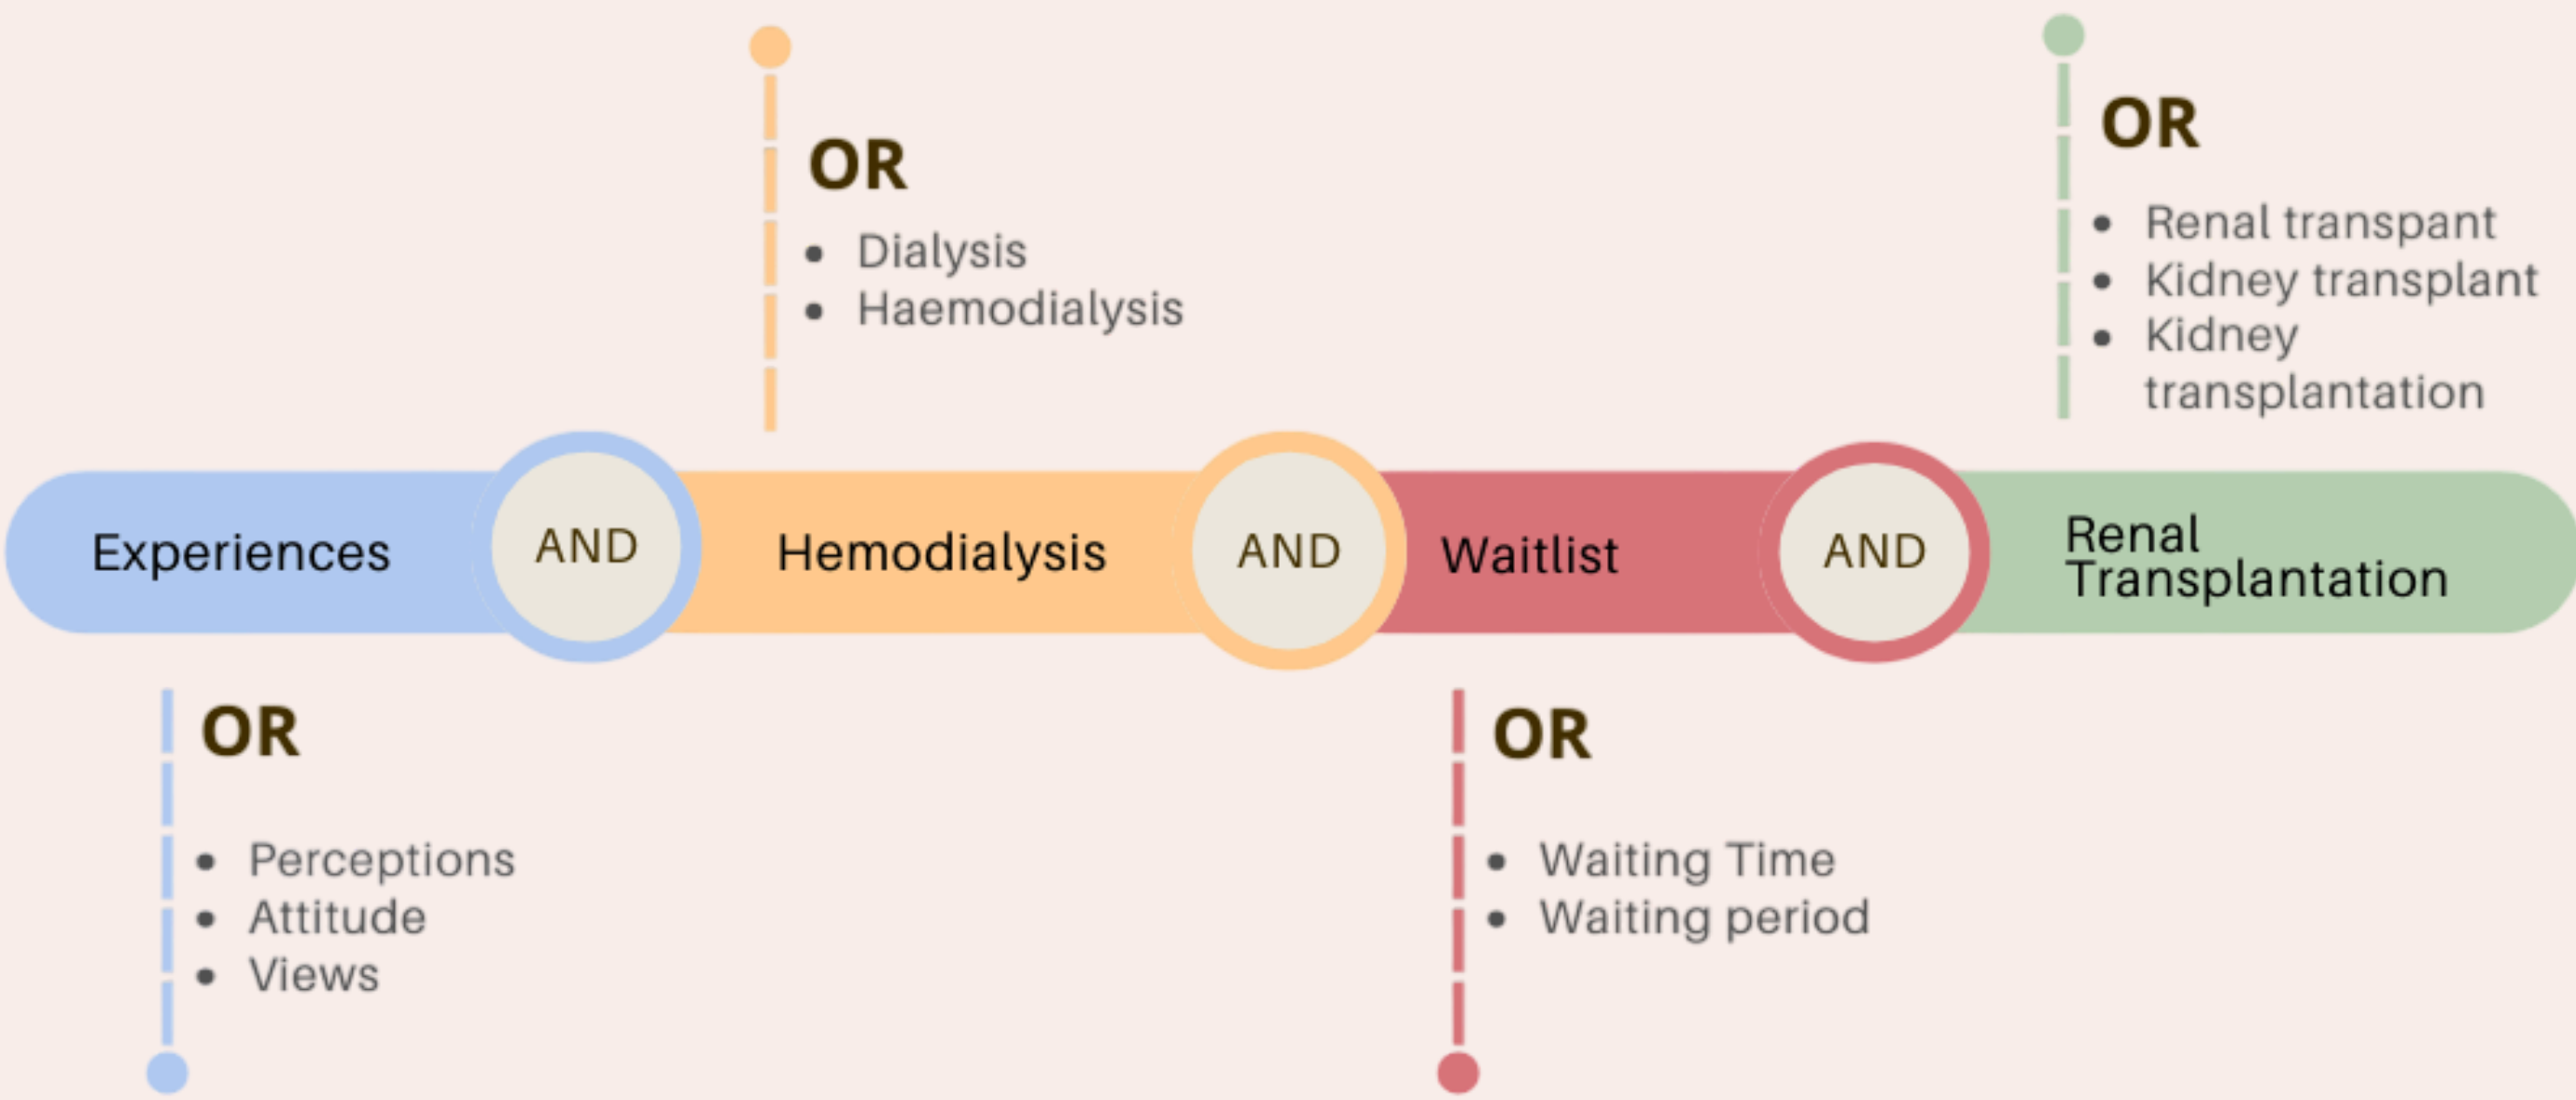 OR
Dialysis
Haemodialysis
OR
Renal transpant
Kidney transplant
Kidney
transplantation
Experiences
AND
Hemodialysis
AND
Waitlist
AND
Renal
Transplantation
OR
Perceptions
Attitude
Views
OR
Waiting Time
Waiting period